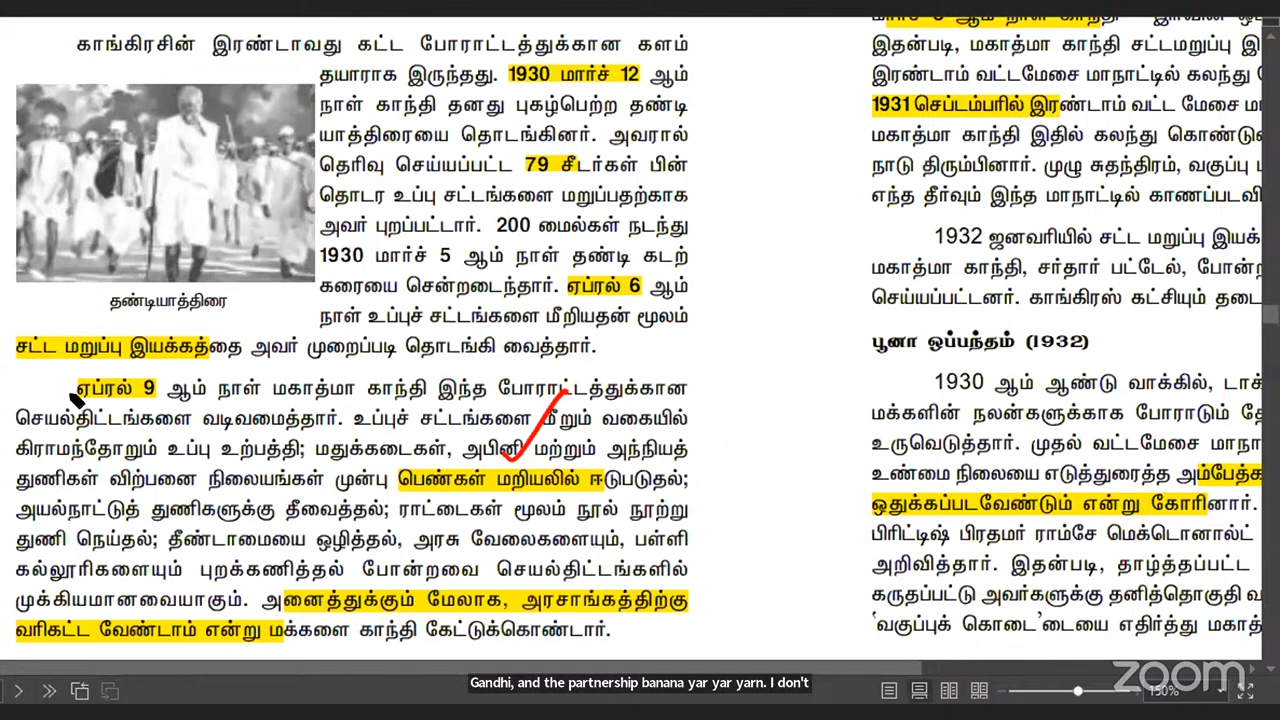 காங்கிரசின் இரண்டாவது கட்ட போராட்டத்துக்கான களம்
தயாராக இருந்தது. 1930 மார்ச் 12 ஆம்
நாள் காந்தி தனது புகழ்பெற்ற தண்டி
யாத்திரையை தொடங்கினர். அவரால்
தெரிவு செய்யப்பட்ட 79 சீடர்கள் பின்
தொடர உப்பு சட்டங்களை மறுப்பதற்காக
அவர் புறப்பட்டார். 200 மைல்கள் நடந்து
1930 மார்ச் 5 ஆம் நாள் தண்டி கடற்
கரையை சென்றடைந்தார். ஏப்ரல் 6 ஆம்
தண்டியாத்திரை
நாள் உப்புச் சட்டங்களை மீறியதன் மூலம்
சட்ட மறுப்பு இயக்கத்தை அவர் முறைப்படி தொடங்கி வைத்தார்.
ஏப்ரல் 9 ஆம் நாள் மகாத்மா காந்தி இந்த போராட்டத்துக்கான
செயல்திட்டங்களை வடிவமைத்தார். உப்புச் சட்டங்களை மீறும் வகையில்
கிராமந்தோறும் உப்பு உற்பத்தி; மதுக்கடைகள், அபினி மற்றும் அந்நியத்
துணிகள் விற்பனை நிலையங்கள் முன்பு பெண்கள் மறியலில் ஈடுபடுதல்;
அயல்நாட்டுத் துணிகளுக்கு தீவைத்தல்; ராட்டைகள் மூலம் நூல் நூற்று
துணி நெய்தல்; தீண்டாமையை ஒழித்தல், அரசு வேலைகளையும், பள்ளி
கல்லூரிகளையும் புறக்கணித்தல் போன்றவை செயல்திட்டங்களில்
முக்கியமானவையாகும். அனைத்துக்கும் மேலாக, அரசாங்கத்திற்கு
வரிகட்ட வேண்டாம் என்று மக்களை காந்தி கேட்டுக்கொண்டார்.
இதன்படி, மகாத்மா காந்தி சட்டமறுப்பு இ
இரண்டாம் வட்டமேசை மாநாட்டில் கலந்து
1931 செப்டம்பரில் இரண்டாம் வட்ட மேசை மா
மகாத்மா காந்தி இதில் கலந்து கொண்டு
நாடு திரும்பினார். முழு சுதந்திரம், வகுப்பு
எந்த தீர்வும் இந்த மாநாட்டில் காணப்படவி
1932 ஜனவரியில் சட்ட மறுப்பு இயக்
மகாத்மா காந்தி, சர்தார் பட்டேல், போன்ற
செய்யப்பட்டனர். காங்கிரஸ் கட்சியும் தடை
பூனா ஒப்பந்தம் (1932)
1930 ஆம் ஆண்டு வாக்கில், டாக்
மக்களின் நலன்களுக்காக போராடும் தே
உருவெடுத்தார். முதல் வட்டமேசை மாநா
உண்மை நிலையை எடுத்துரைத்த அம்பேத்க
ஒதுக்கப்படவேண்டும் என்று கோரினார்.
பிரிட்டிஷ் பிரதமர் ராம்சே மெக்டொனால்ட்
அறிவித்தார். இதன்படி, தாழ்த்தப்பட்ட
கருதப்பட்டு அவர்களுக்கு தனித்தொகுதி வ
'வகுப்புக் கொடை'டையை எதிர்த்து மகாத்
zoom
150%
Gandhi, and the partnership banana yar yar yarn. I don't